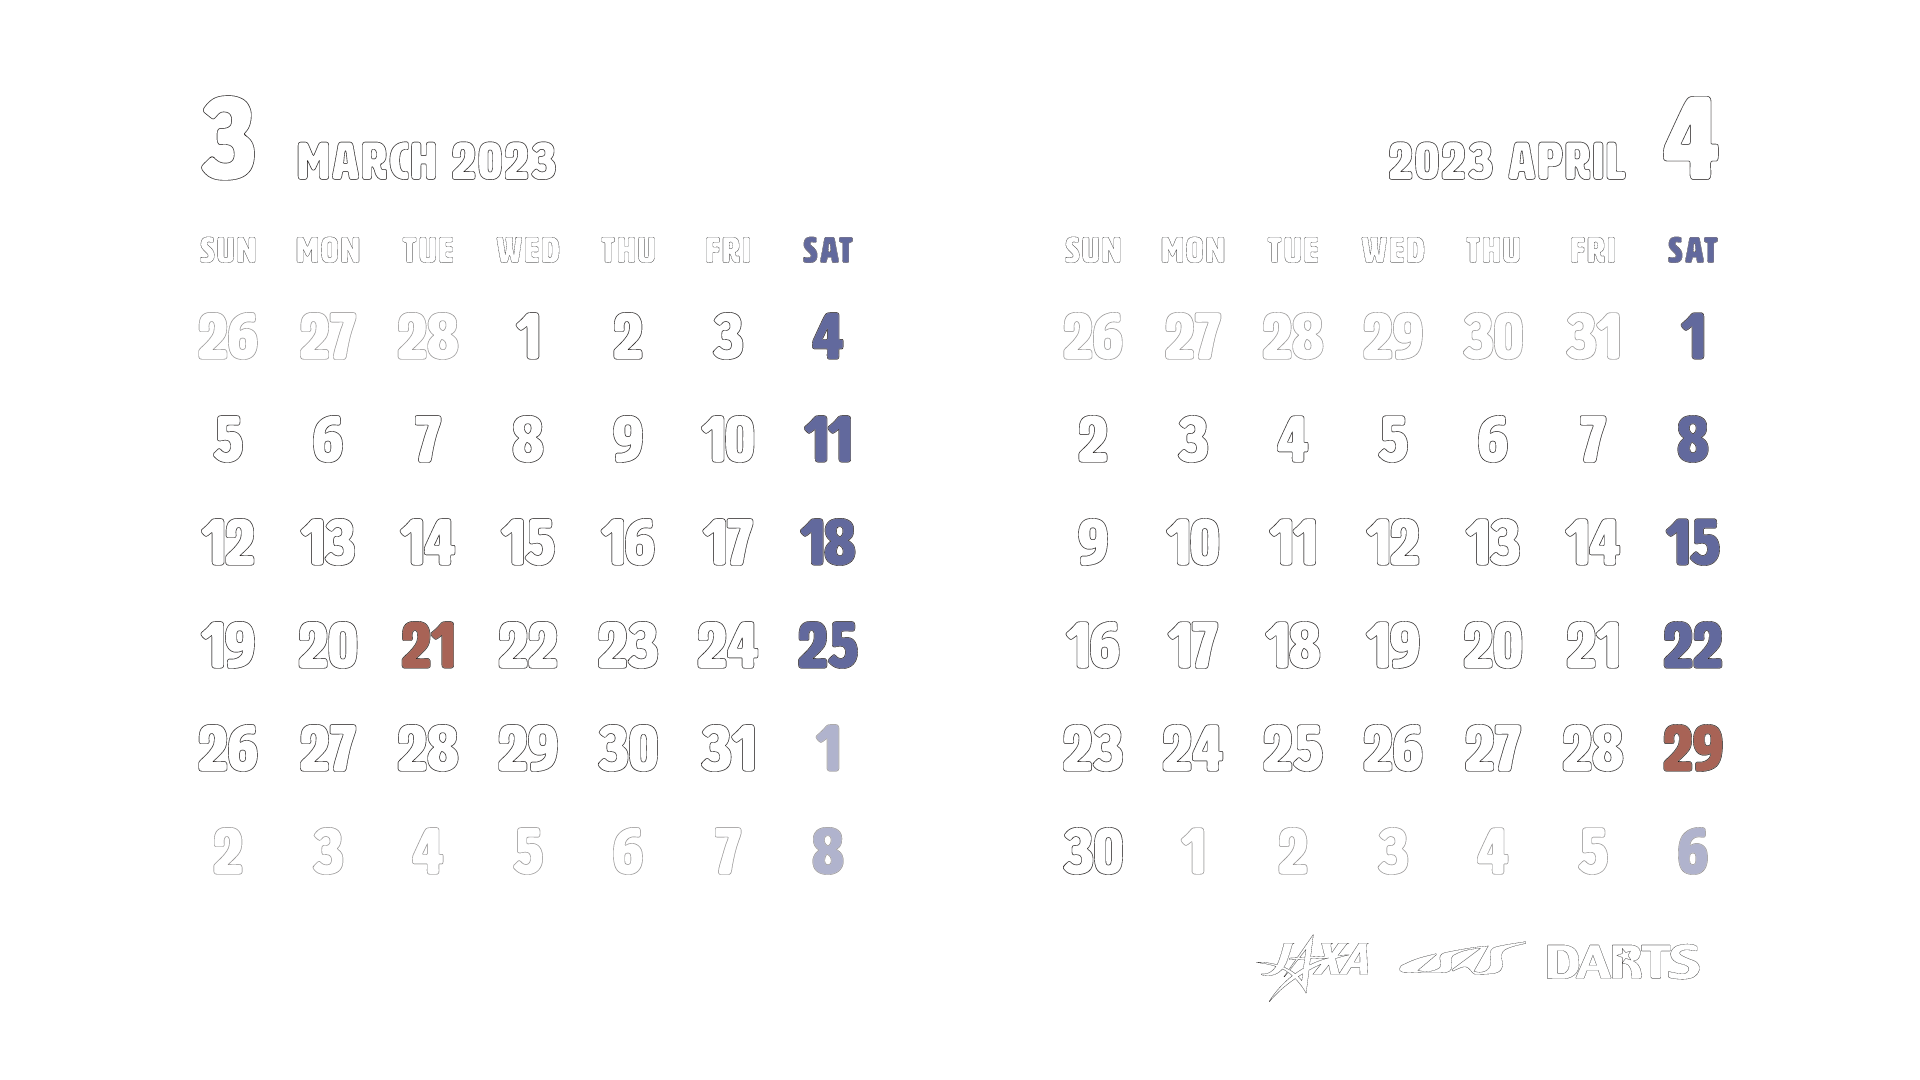 3 MARCH 2023
SUN MON TUE WED THU FRI SAT
26 27 28 1 2 3 4
5 6 7 8 9 10 11
12 13 14 15 16 17 18
19 20 21 22 23 24 25
26 27 28 29 30 31 1
2 3 4 5 6 7 8
2023 APRIL 4
SUN MON TUE WED THU FRI SAT
26 27 28 29 30 31 1
2 3 4 5 6 7 8
9 10 11 12 13 14 15
16 17 18 19 20 21 22
23 24 25 26 27 28 29
30 1 2 3 4 5 6
JAXA ISAS DARTS